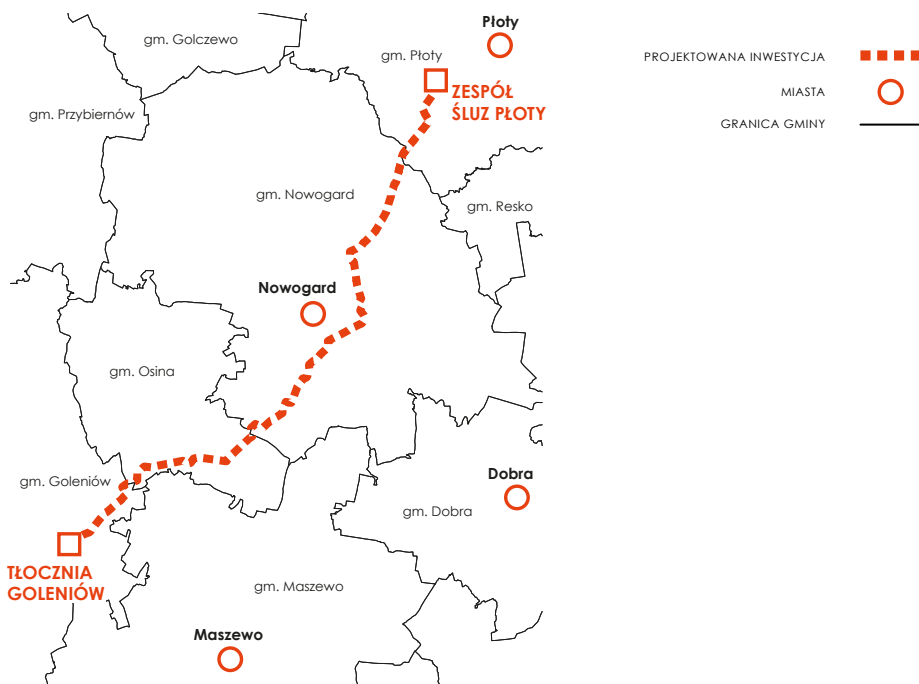 Płoty
gm. Golczewo
gm. Płoty
PROJEKTOWANA INWESTYCJA
ZESPÓŁ
ŚLUZ PŁOTY
MIASTA
gm. Przybiernów
GRANICA GMINY
gm. Nowogard
gm. Resko
Nowogard
gm. Osina
gm. Goleniów
Dobra
gm. Dobra
TŁOCZNIA
GOLENIÓW
gm. Maszewo
Maszewo